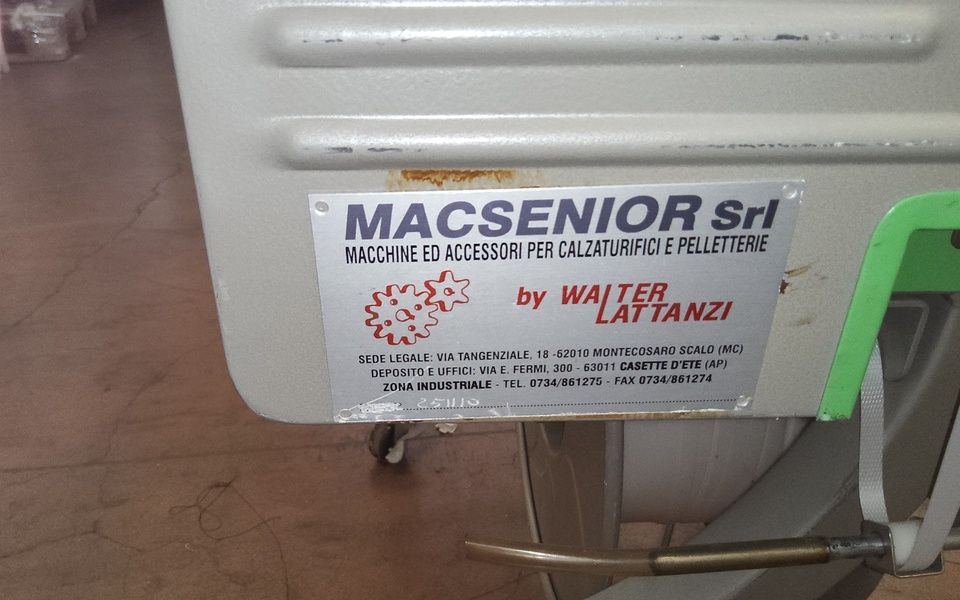 MACSENIOR Srl
MACCHINE ED ACCESSORI PER CALZATURIFICI E PELLETTERIE
by WALTER
LATTANZI
SEDE LEGALE: VIA TANGENZIALE, 18 -62010 MONTECOSARO SCALO (MC)
DEPOSITO E UFFICI: VIA E. FERMI, 300 - 63011 CASETTE D'ETE (AP)
ZONA INDUSTRIALE - TEL. 0734/861275 - FAX 0734/861274